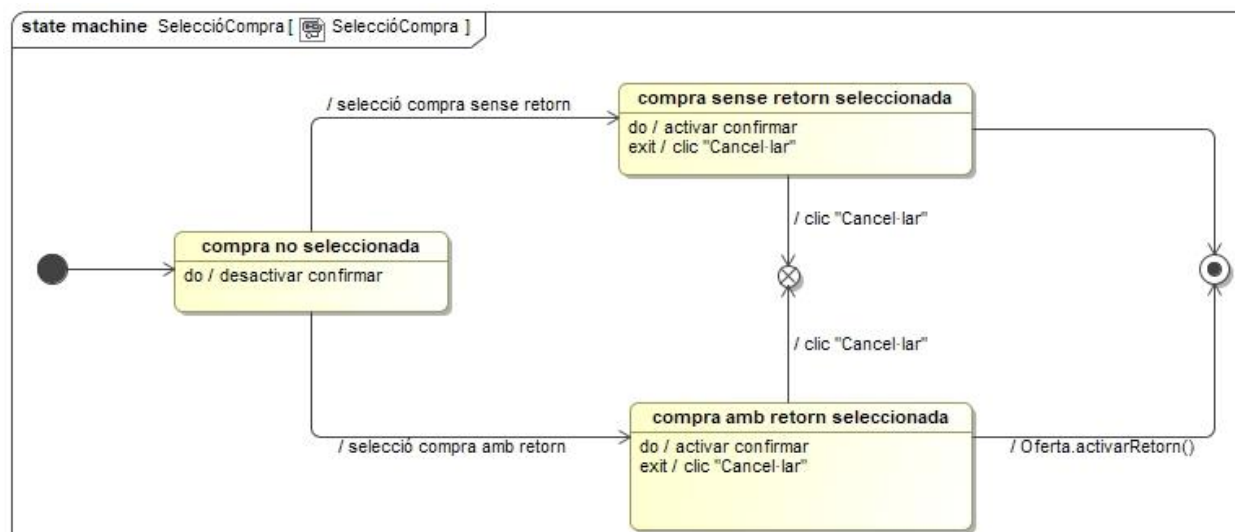 state machine SeleccióCompra [ SeleccióCompra ]
/ selecció compra sense retorn
compra sense retorn seleccionada
do / activar confirmar
exit / clic "Cancel·lar"
/ clic "Cancel·lar"
compra no seleccionada
do / desactivar confirmar
/ clic "Cancel·lar"
compra amb retorn seleccionada
/ selecció compra amb retorn
do / activar confirmar
exit / clic "Cancel·lar"
/ Oferta.activarRetorn()